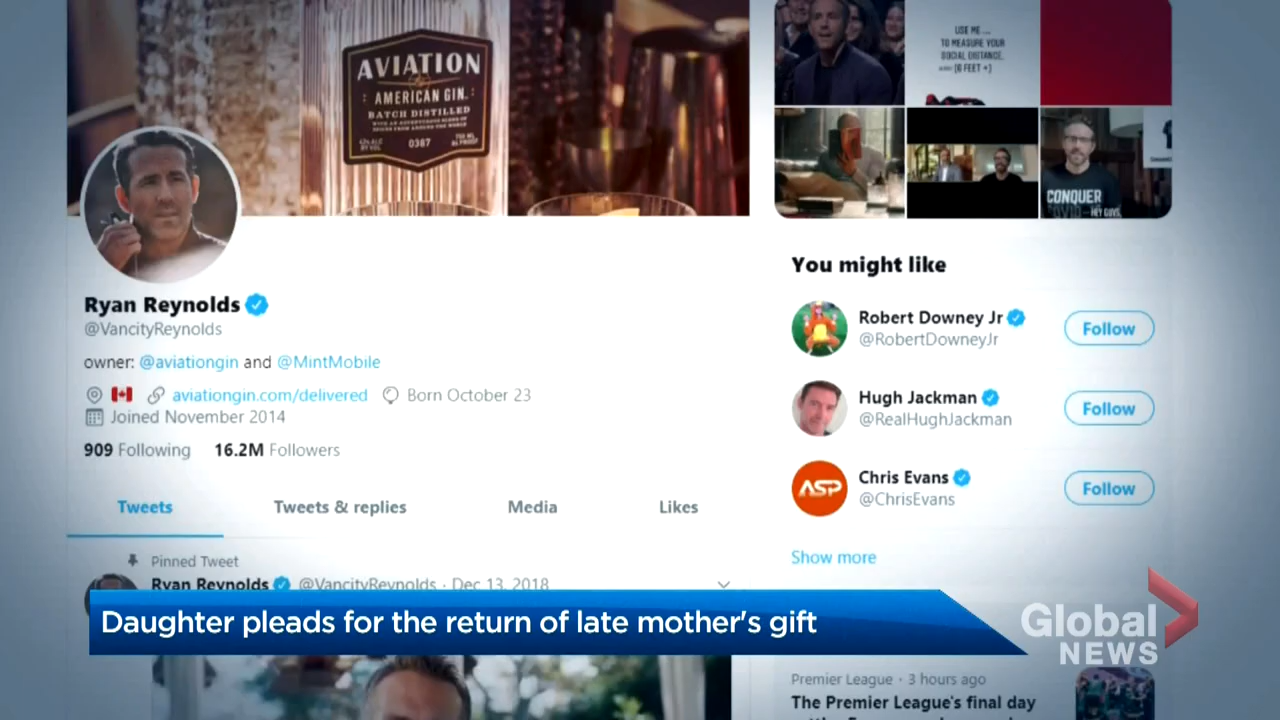 AVIATION
AMERICAN GIN.
BATCH DISTILLED
0387
USE ME....
TO MEASURE YOUR
SOCIAL DISTANCE.
(6 FEET +)
CONQUER
HEY GUYS,
Ryan Reynolds
@VancityReynolds
owner: @aviationgin and @MintMobile
aviationgin.com/delivered Born October 23
Joined November 2014
909 Following 16.2M Followers
Tweets Tweets & replies Media Likes
Pinned Tweet
Ryan Reynolds @VancityReynolds · Dec 13, 2018
You might like
Robert Downey Jr
@RobertDowneyJr
Follow
Hugh Jackman
@RealHughJackman
Follow
ASP
Chris Evans
@ChrisEvans
Follow
Show more
Daughter pleads for the return of late mother's gift
Global
NEWS
Premier League · 3 hours ago
The Premier League's final day